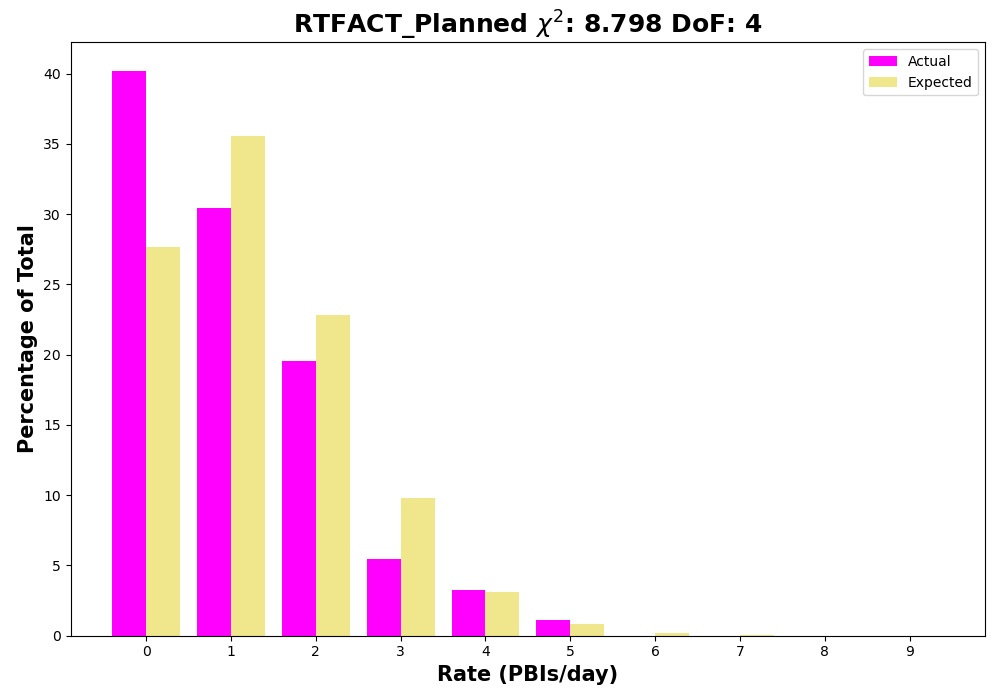 RTFACT_Planned χ²: 8.798 DoF: 4
Actual
Expected
Percentage of Total
40
35
30
25
20
15
10
5
0
0 1 2 3 4 5 6 7 8 9
Rate (PBIs/day)